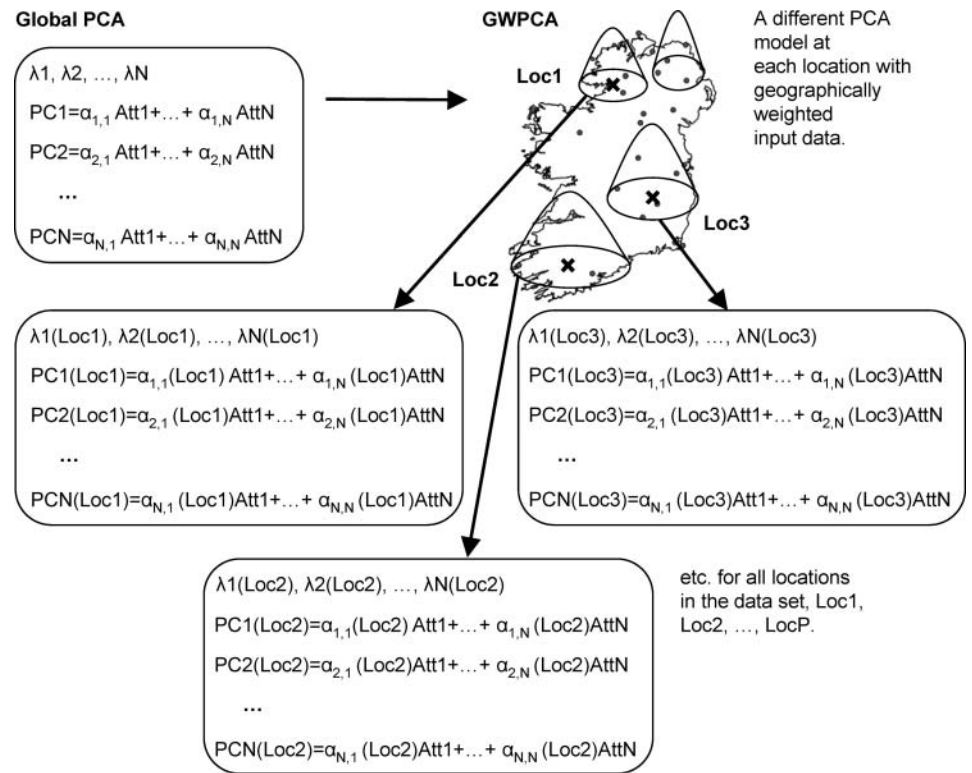 Global PCA
λ1, λ2, …, λN
PC1=α1,1 Att1+…+ α1,N AttN
PC2=α2,1 Att1+…+ α2,N AttN
…
PCN=αN,1 Att1+…+ αN,N AttN
GWPCA
Loc1
Loc3
Loc2
A different PCA
model at
each location with
geographically
weighted
input data.
λ1(Loc1), λ2(Loc1), …, λN(Loc1)
PC1(Loc1)=α1,1(Loc1) Att1+…+ α1,N(Loc1)AttN
PC2(Loc1)=α2,1 (Loc1)Att1+…+ α2,N(Loc1)AttN
…
PCN(Loc1)=αN,1 (Loc1)Att1+…+ αN,N(Loc1)AttN
λ1(Loc3), λ2(Loc3), …, λN(Loc3)
PC1(Loc3)=α1,1(Loc3) Att1+…+ α1,N(Loc3)AttN
PC2(Loc3)=α2,1 (Loc3)Att1+…+ α2,N(Loc3)AttN
…
PCN(Loc3)=αN,1 (Loc3)Att1+…+ αN,N(Loc3)AttN
λ1(Loc2), λ2(Loc2), …, λN(Loc2)
PC1(Loc2)=α1,1(Loc2) Att1+…+ α1,N(Loc2)AttN
PC2(Loc2)=α2,1 (Loc2)Att1+…+ α2,N(Loc2)AttN
…
PCN(Loc2)=αN,1 (Loc2)Att1+…+ αN,N(Loc2)AttN
etc. for all locations
in the data set, Loc1,
Loc2, …, LocP.